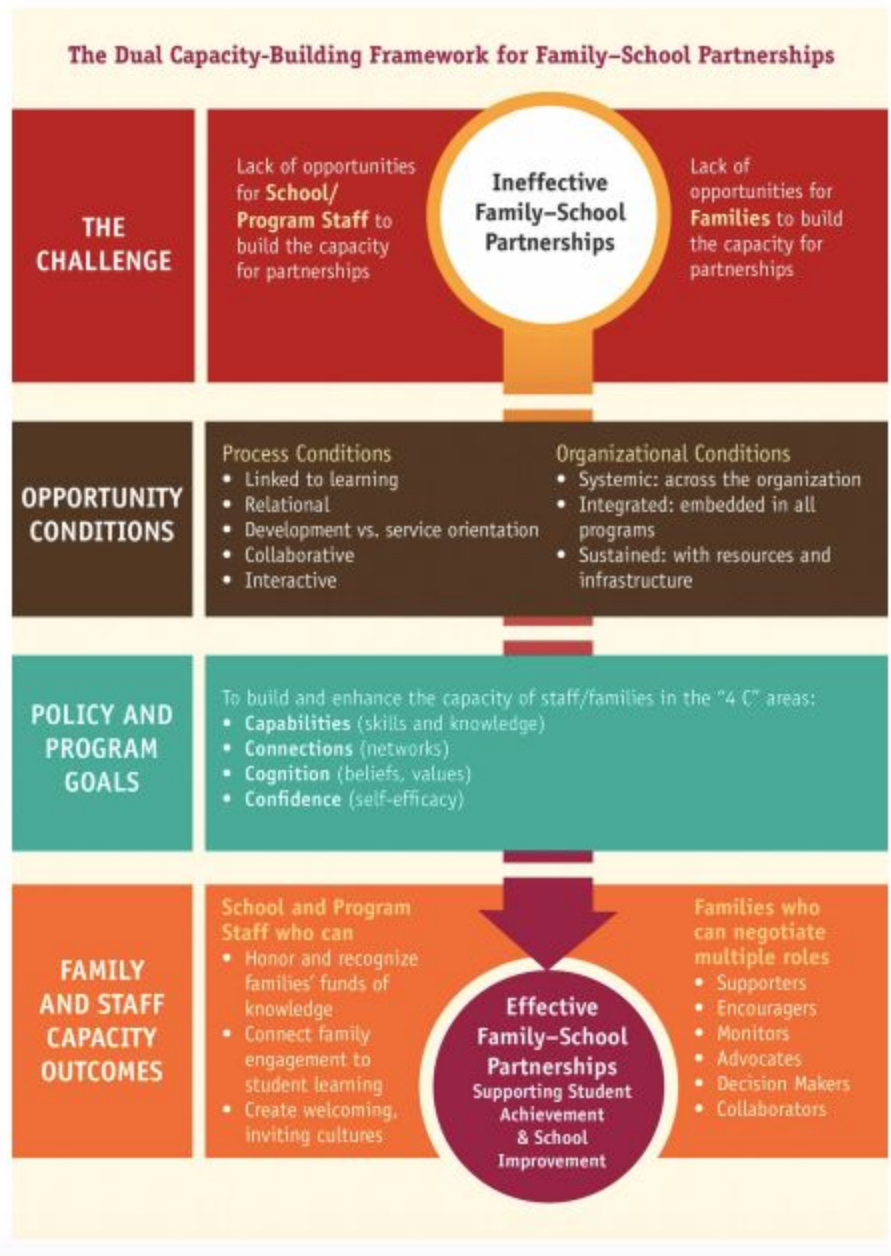 The Dual Capacity-Building Framework for Family–School Partnerships
THE
CHALLENGE
Lack of opportunities
for School/
Program Staff to
build the capacity
for partnerships
Ineffective
Family–School
Partnerships
Lack of
opportunities for
Families to build
the capacity for
partnerships
OPPORTUNITY
CONDITIONS
Process Conditions
• Linked to learning
• Relational
• Development vs. service orientation
• Collaborative
• Interactive
Organizational Conditions
• Systemic: across the organization
• Integrated: embedded in all
programs
• Sustained: with resources and
infrastructure
POLICY AND
PROGRAM
GOALS
To build and enhance the capacity of staff/families in the “4 C” areas:
• Capabilities (skills and knowledge)
• Connections (networks)
• Cognition (beliefs, values)
• Confidence (self-efficacy)
FAMILY
AND STAFF
CAPACITY
OUTCOMES
School and Program
Staff who can
• Honor and recognize
families’ funds of
knowledge
• Connect family
engagement to
student learning
• Create welcoming,
inviting cultures
Effective
Family–School
Partnerships
Supporting Student
Achievement
& School
Improvement
Families who
can negotiate
multiple roles
• Supporters
• Encouragers
• Monitors
• Advocates
• Decision Makers
• Collaborators